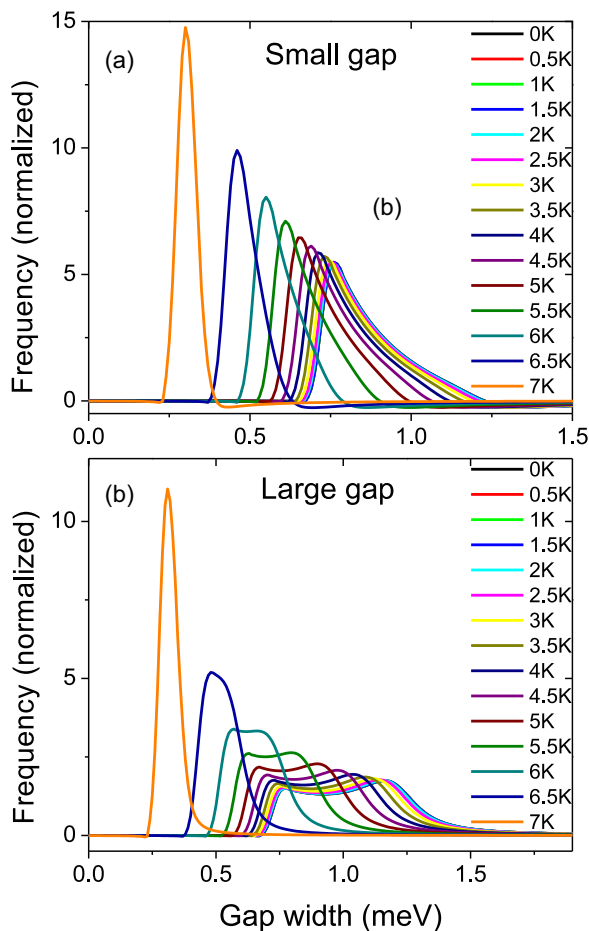 15
(a)
Small gap
0K
0.5K
1K
1.5K
2K
2.5K
3K
3.5K
4K
4.5K
5K
5.5K
6K
6.5K
7K
10
(b)
5
0
Frequency (normalized)
0.0
0.5
1.0
1.5
(b)
Large gap
0K
0.5K
1K
1.5K
2K
2.5K
3K
3.5K
4K
4.5K
5K
5.5K
6K
6.5K
7K
10
5
0
Frequency (normalized)
0.0
0.5
1.0
1.5
Gap width (meV)